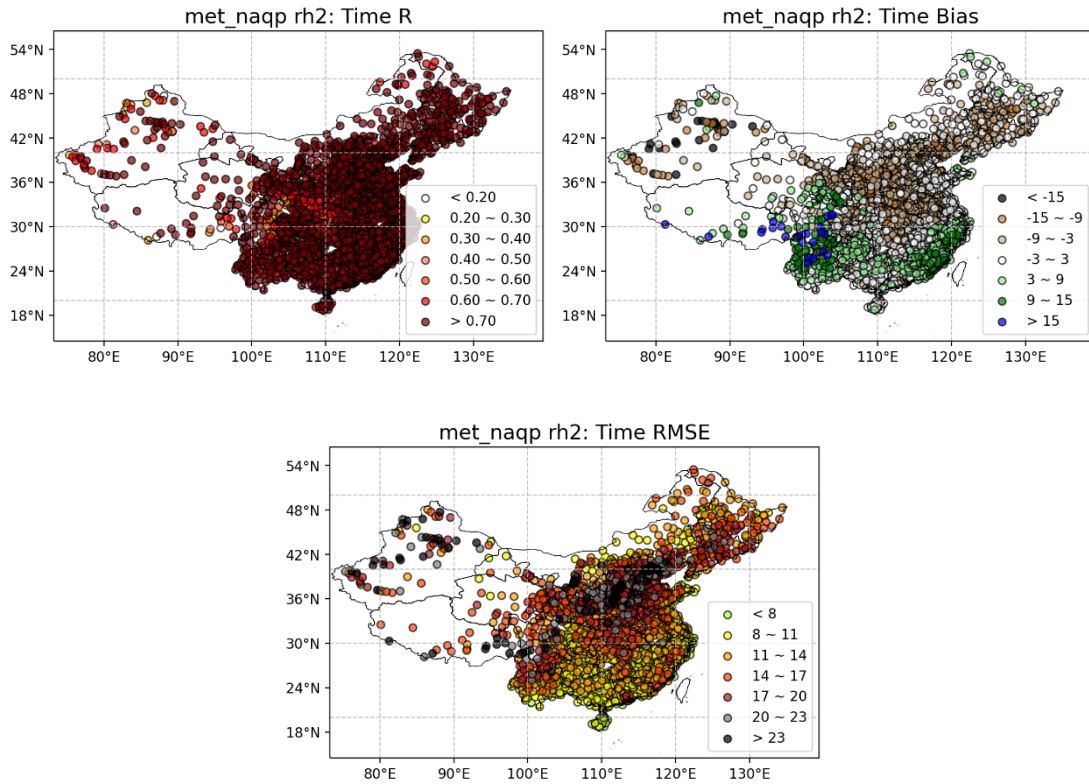 met_naqp rh2: Time R
54°N
48°N
42°N
36°N
30°N
24°N
18°N
80°E
90°E
100°E
110°E
120°E
130°E
< 0.20
0.20 ~ 0.30
0.30 ~ 0.40
0.40 ~ 0.50
0.50 ~ 0.60
0.60 ~ 0.70
> 0.70
met_naqp rh2: Time Bias
54°N
48°N
42°N
36°N
30°N
24°N
18°N
80°E
90°E
100°E
110°E
120°E
130°E
< -15
-15 ~ -9
-9 ~ -3
-3 ~ 3
3 ~ 9
9 ~ 15
> 15
met_naqp rh2: Time RMSE
54°N
48°N
42°N
36°N
30°N
24°N
18°N
80°E
90°E
100°E
110°E
120°E
130°E
< 8
8 ~ 11
11 ~ 14
14 ~ 17
17 ~ 20
20 ~ 23
> 23